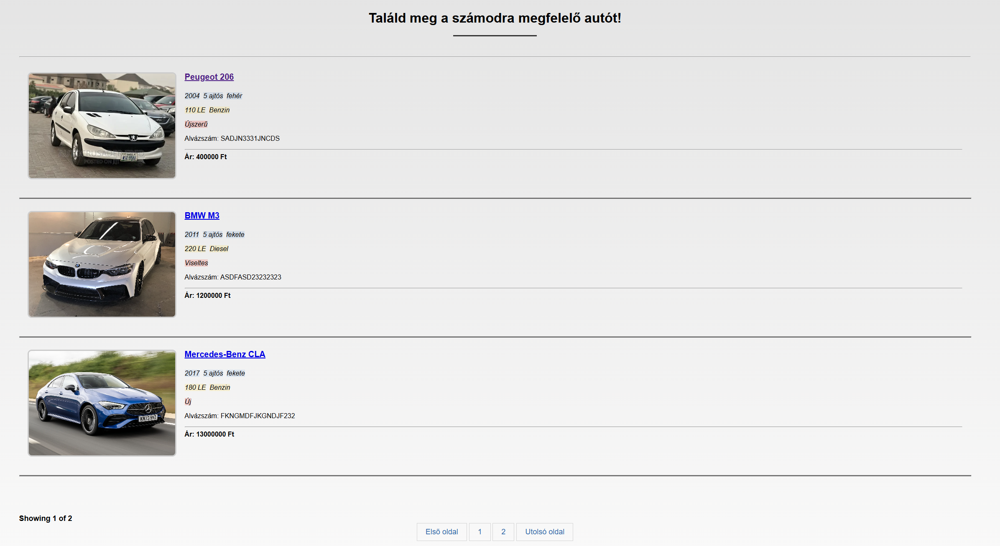 Találd meg a számodra megfelelő autót!
Peugeot 206
2004 5 ajtós fehér
110 LE Benzin
Újszerű
Alvázszám: SADJN3331JNCDS
Ár: 400000 Ft
AUTOCRUSADER FRED
POSTED ON JIJI
BMW M3
2011 5 ajtós fekete
220 LE Diesel
Viseltes
Alvázszám: ASDFASD23232323
Ár: 1200000 Ft
Mercedes-Benz CLA
2017 5 ajtós fekete
180 LE Benzin
Új
Alvázszám: FKNGMDFJKGNDJF232
Ár: 13000000 Ft
KN73 NVZ
Showing 1 of 2
Első oldal 1 2 Utolsó oldal